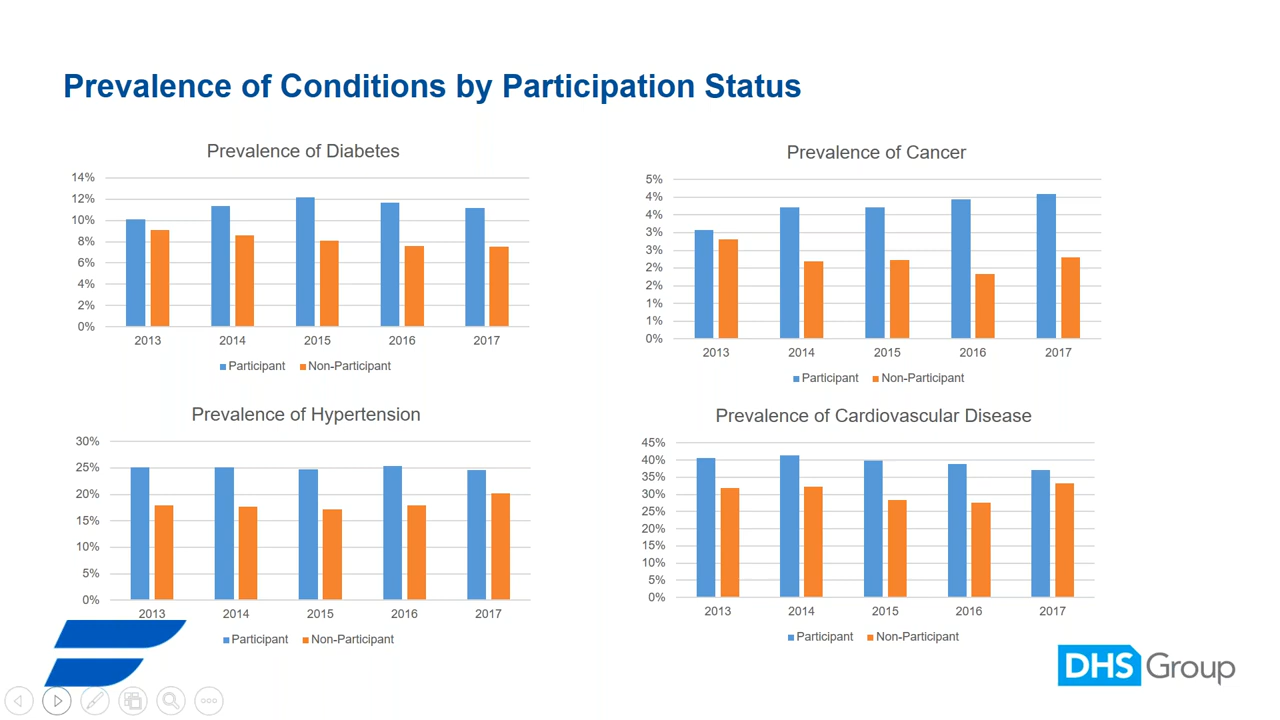 Prevalence of Conditions by Participation Status
Prevalence of Diabetes
14%
12%
10%
8%
6%
4%
2%
0%
2013 2014 2015 2016 2017
Participant Non-Participant
Prevalence of Cancer
5%
4%
4%
3%
3%
2%
2%
1%
1%
0%
2013 2014 2015 2016 2017
Participant Non-Participant
Prevalence of Hypertension
30%
25%
20%
15%
10%
5%
0%
2013 2014 2015 2016 2017
Participant Non-Participant
Prevalence of Cardiovascular Disease
45%
40%
35%
30%
25%
20%
15%
10%
5%
0%
2013 2014 2015 2016 2017
Participant Non-Participant
DHS Group